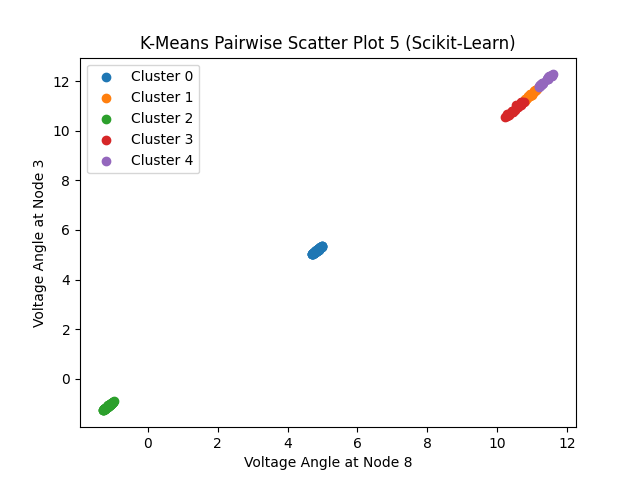 K-Means Pairwise Scatter Plot 5 (Scikit-Learn)
Cluster 0
Cluster 1
Cluster 2
Cluster 3
Cluster 4
12
10
8
6
4
2
0
Voltage Angle at Node 3
0 2 4 6 8 10 12
Voltage Angle at Node 8